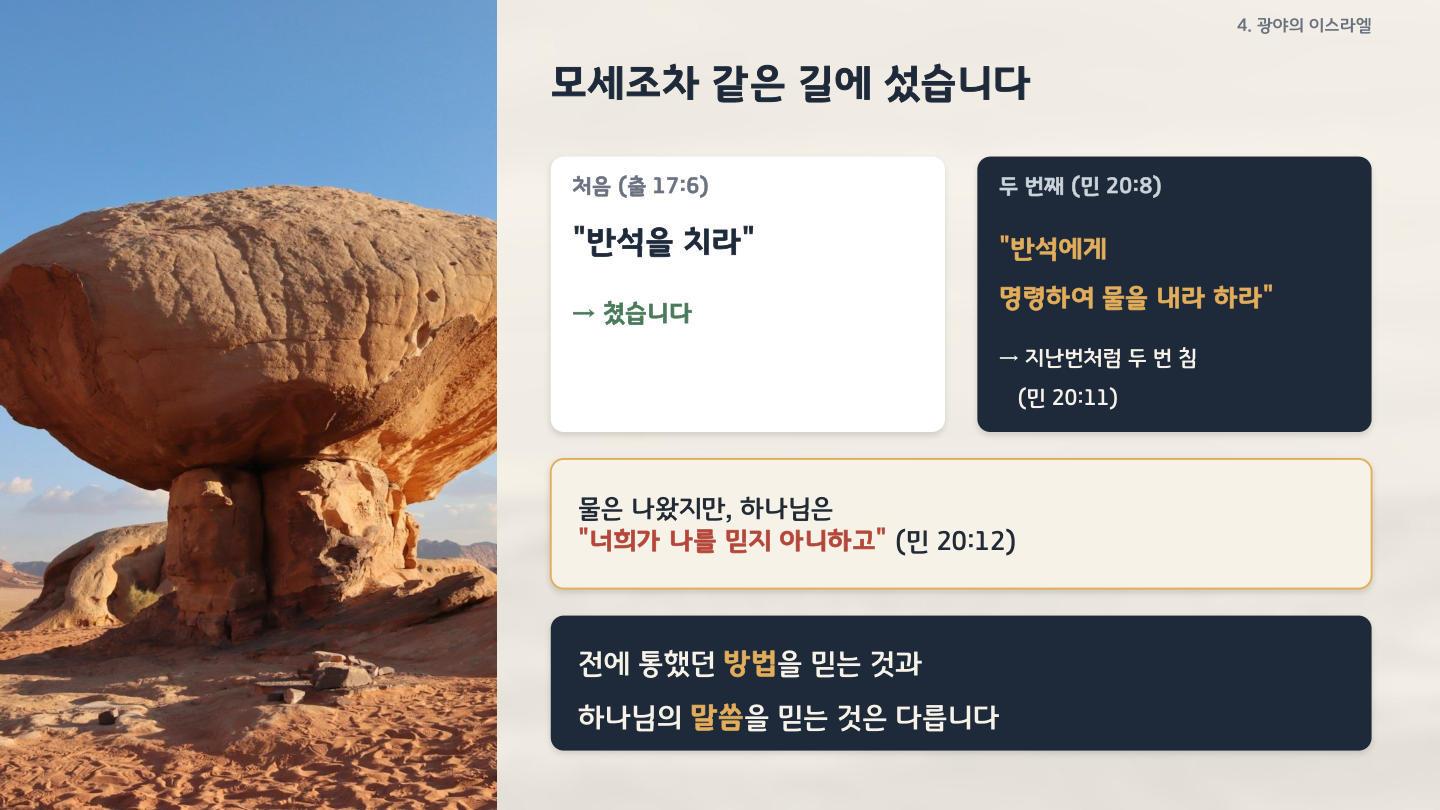 4. 광야의 이스라엘
모세조차 같은 길에 섰습니다
처음 (출 17:6)
"반석을 치라"
→ 쳤습니다
두 번째 (민 20:8)
"반석에게
명령하여 물을 내라 하라"
→ 지난번처럼 두 번 침
(민 20:11)
물은 나왔지만, 하나님은
"너희가 나를 믿지 아니하고" (민 20:12)
전에 통했던 방법을 믿는 것과
하나님의 말씀을 믿는 것은 다릅니다